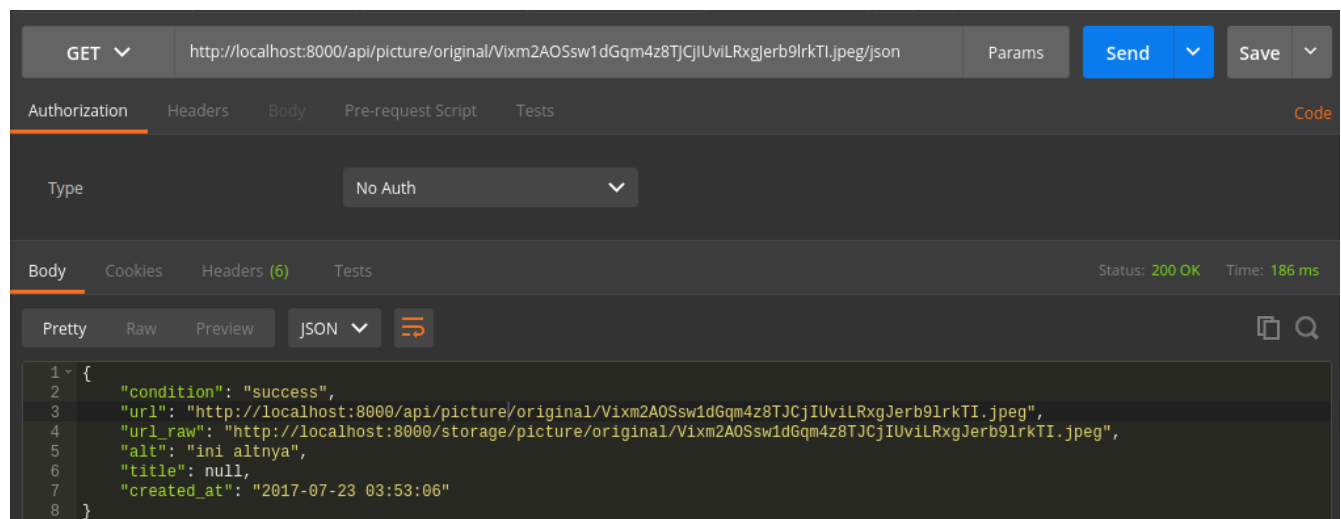 GET http://localhost:8000/api/picture/original/Vixm2AOSsw1dGqm4z8TJCjIUviLRxgJerb9lrkTI.jpeg/json Params Send Save
Authorization Headers Body Pre-request Script Tests Code
Type No Auth
Body Cookies Headers (6) Tests Status: 200 OK Time: 186 ms
Pretty Raw Preview JSON
1 {
2 "condition": "success",
3 "url": "http://localhost:8000/api/picture/original/Vixm2AOSsw1dGqm4z8TJCjIUviLRxgJerb9lrkTI.jpeg",
4 "url_raw": "http://localhost:8000/storage/picture/original/Vixm2AOSsw1dGqm4z8TJCjIUviLRxgJerb9lrkTI.jpeg",
5 "alt": "ini altnya",
6 "title": null,
7 "created_at": "2017-07-23 03:53:06"
8 }